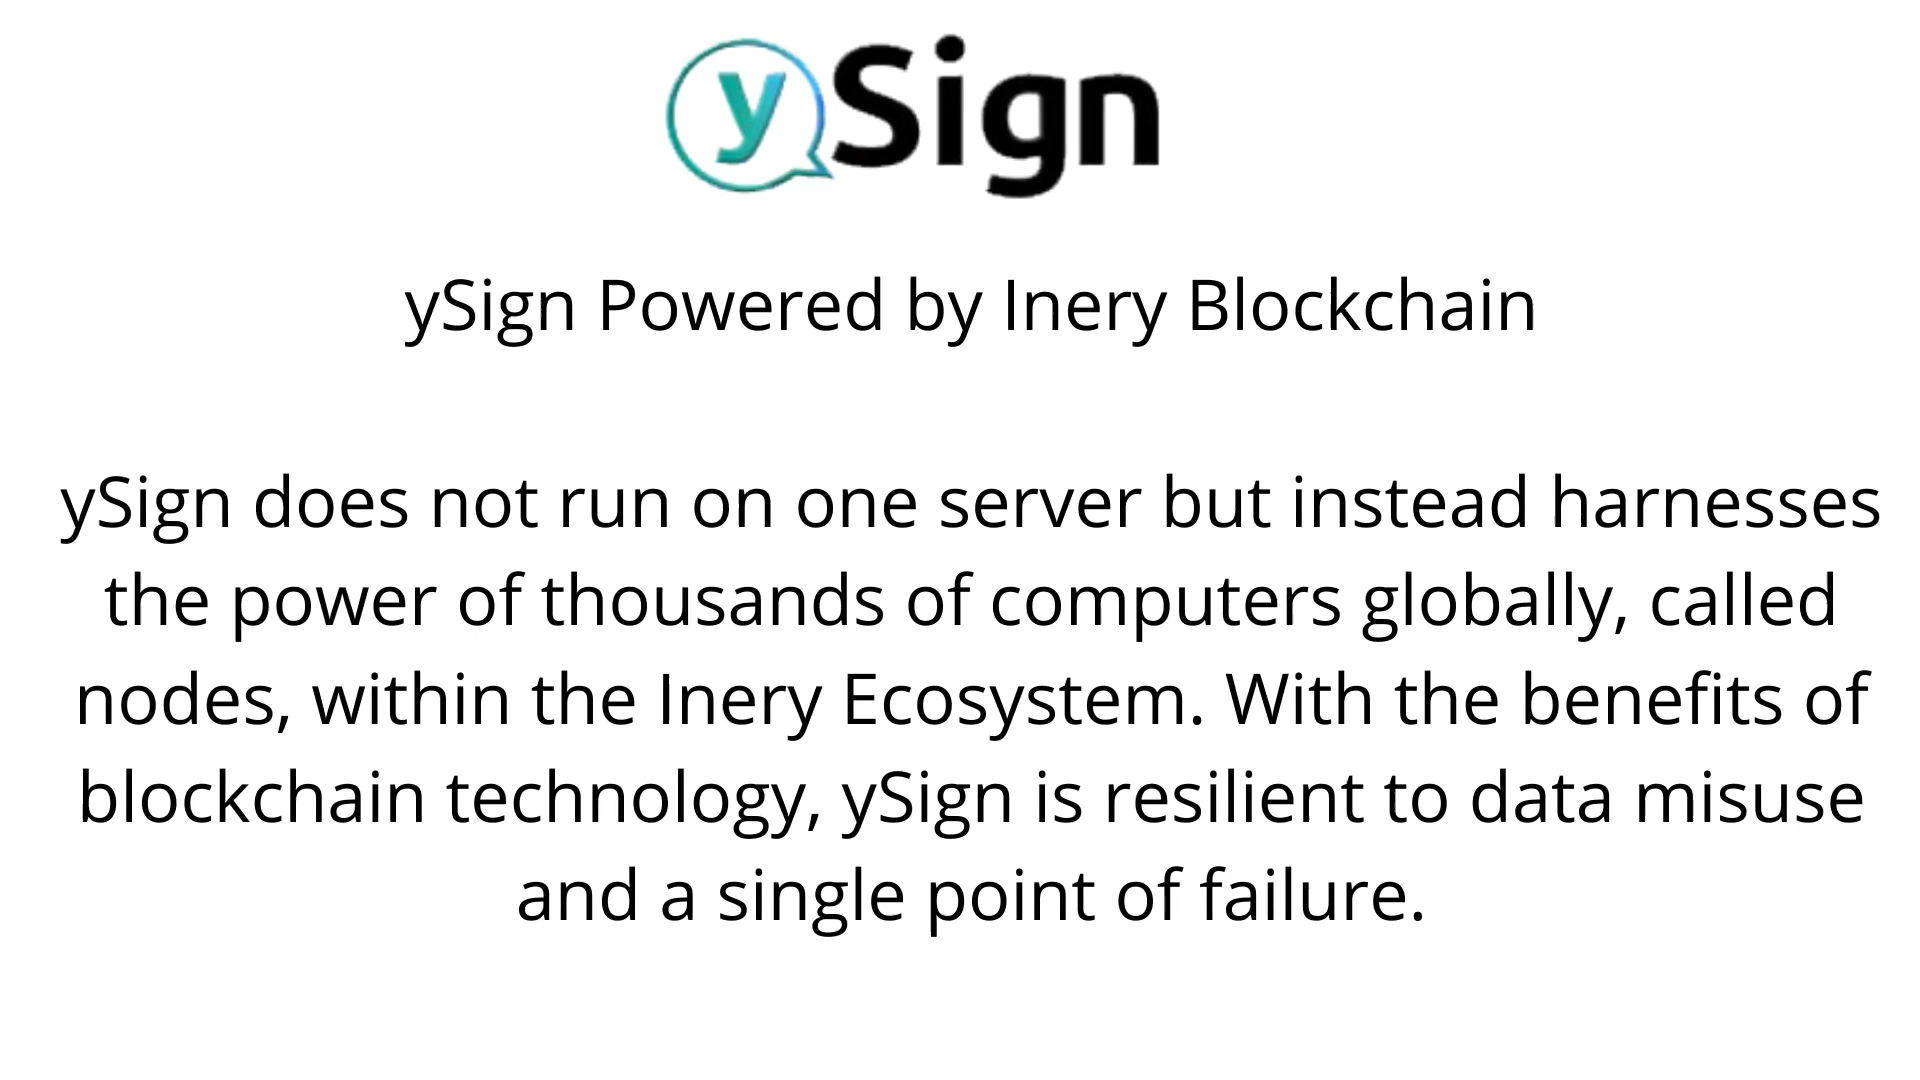 ySign
ySign Powered by Inery Blockchain
ySign does not run on one server but instead harnesses
the power of thousands of computers globally, called
nodes, within the Inery Ecosystem. With the benefits of
blockchain technology, ySign is resilient to data misuse
and a single point of failure.